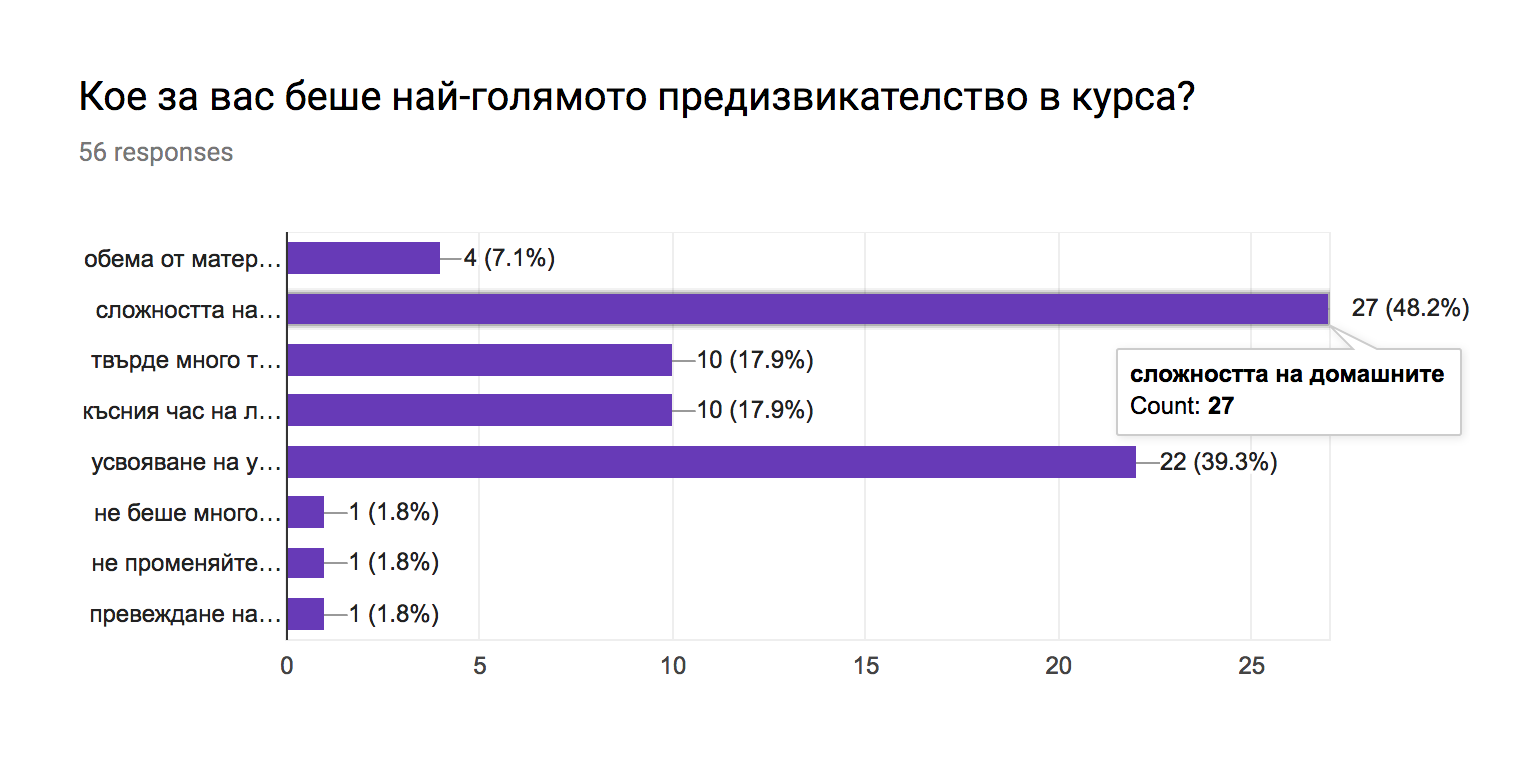 Кое за вас беше най-голямото предизвикателство в курса?
56 responses
обема от матер...
4 (7.1%)
сложността на...
27 (48.2%)
твърде много т...
10 (17.9%)
сложността на домашните
Count: 27
късния час на л...
10 (17.9%)
усвояване на у...
22 (39.3%)
не беше много...
1 (1.8%)
не променяйте...
1 (1.8%)
превеждане на...
1 (1.8%)
0 5 10 15 20 25